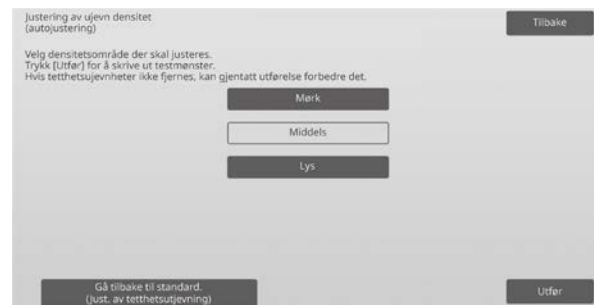 Justering av ujevn densitet
(autojustering)
Tilbake
Velg densitetsområde der skal justeres.
Trykk [Utfør] for å skrive ut testmønster.
Hvis tetthetsujevnheter ikke fjernes, kan gjentatt utførelse forbedre det.
Mørk
Middels
Lys
Gå tilbake til standard.
(Just. av tetthetsutjevning)
Utfør